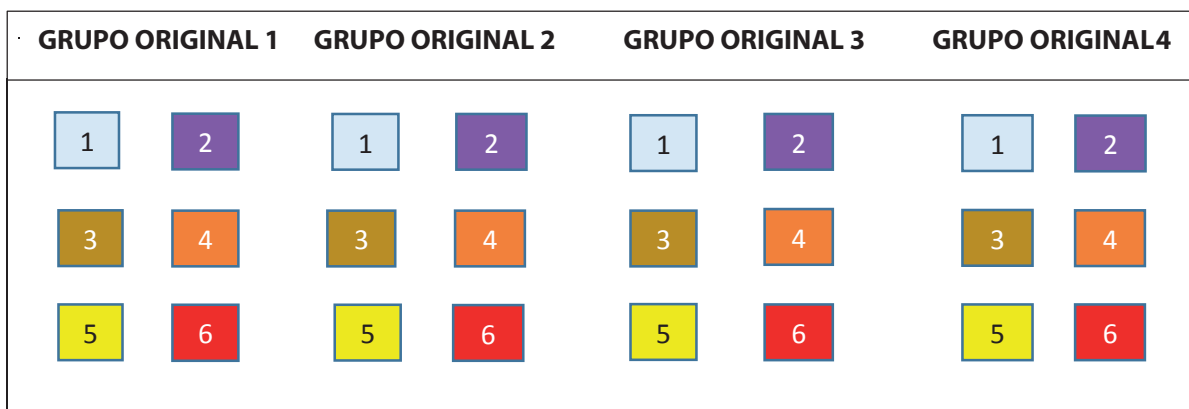 GRUPO ORIGINAL 1 GRUPO ORIGINAL 2 GRUPO ORIGINAL 3 GRUPO ORIGINAL4
1 2 1 2 1 2 1 2
3 4 3 4 3 4 3 4
5 6 5 6 5 6 5 6